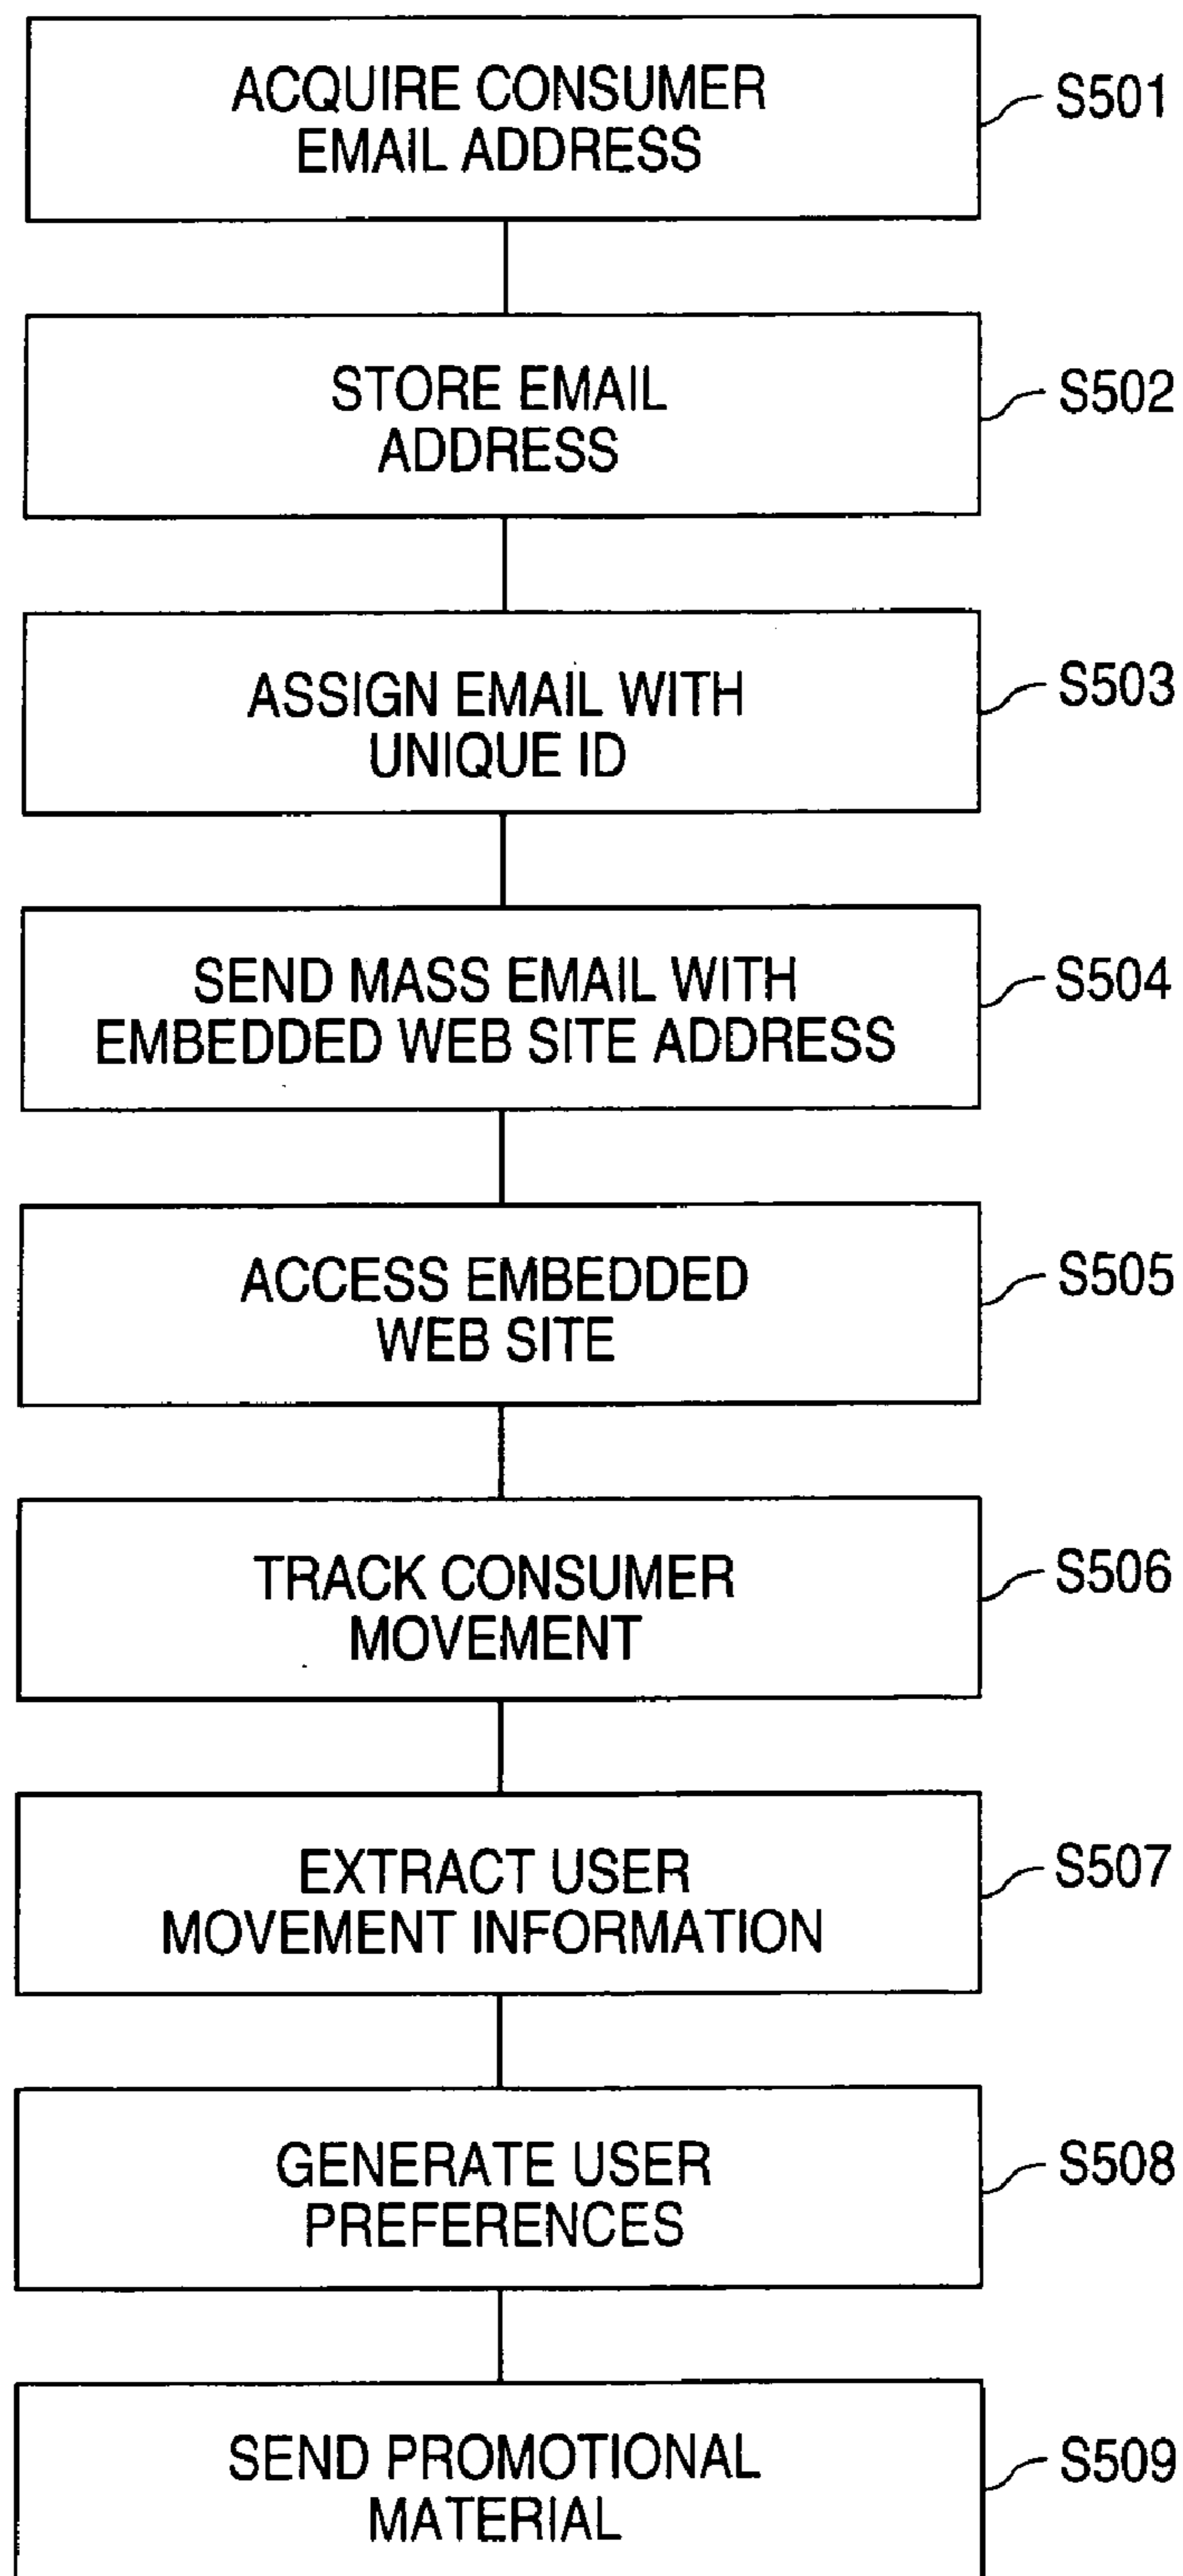 ACQUIRE CONSUMER
EMAIL ADDRESS
S501
STORE EMAIL
ADDRESS
S502
ASSIGN EMAIL WITH
UNIQUE ID
S503
SEND MASS EMAIL WITH
EMBEDDED WEB SITE ADDRESS
S504
ACCESS EMBEDDED
WEB SITE
S505
TRACK CONSUMER
MOVEMENT
S506
EXTRACT USER
MOVEMENT INFORMATION
S507
GENERATE USER
PREFERENCES
S508
SEND PROMOTIONAL
MATERIAL
S509